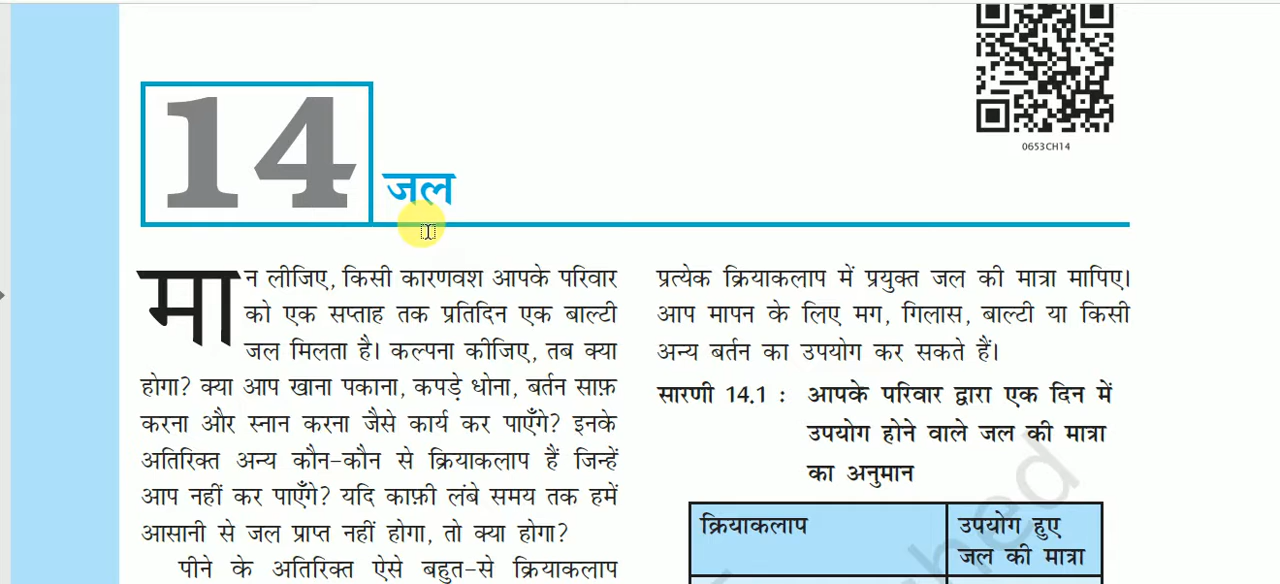 0653CH14
14
जल
मान लीजिए, किसी कारणवश आपके परिवार
को एक सप्ताह तक प्रतिदिन एक बाल्टी
जल मिलता है। कल्पना कीजिए, तब क्या
होगा? क्या आप खाना पकाना, कपड़े धोना, बर्तन साफ़
करना और स्नान करना जैसे कार्य कर पाएँगे? इनके
अतिरिक्त अन्य कौन-कौन से क्रियाकलाप हैं जिन्हें
आप नहीं कर पाएँगे? यदि काफ़ी लंबे समय तक हमें
आसानी से जल प्राप्त नहीं होगा, तो क्या होगा?
पीने के अतिरिक्त ऐसे बहुत-से क्रियाकलाप
प्रत्येक क्रियाकलाप में प्रयुक्त जल की मात्रा मापिए।
आप मापन के लिए मग, गिलास, बाल्टी या किसी
अन्य बर्तन का उपयोग कर सकते हैं।
सारणी 14.1 : आपके परिवार द्वारा एक दिन में
उपयोग होने वाले जल की मात्रा
का अनुमान
क्रियाकलाप
उपयोग हुए
जल की मात्रा